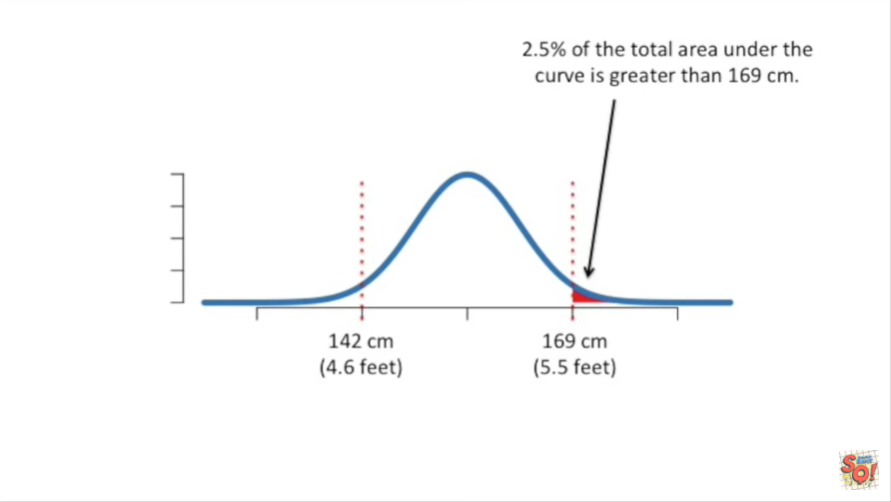 2.5% of the total area under the
curve is greater than 169 cm.
142 cm
(4.6 feet)
169 cm
(5.5 feet)
SO!